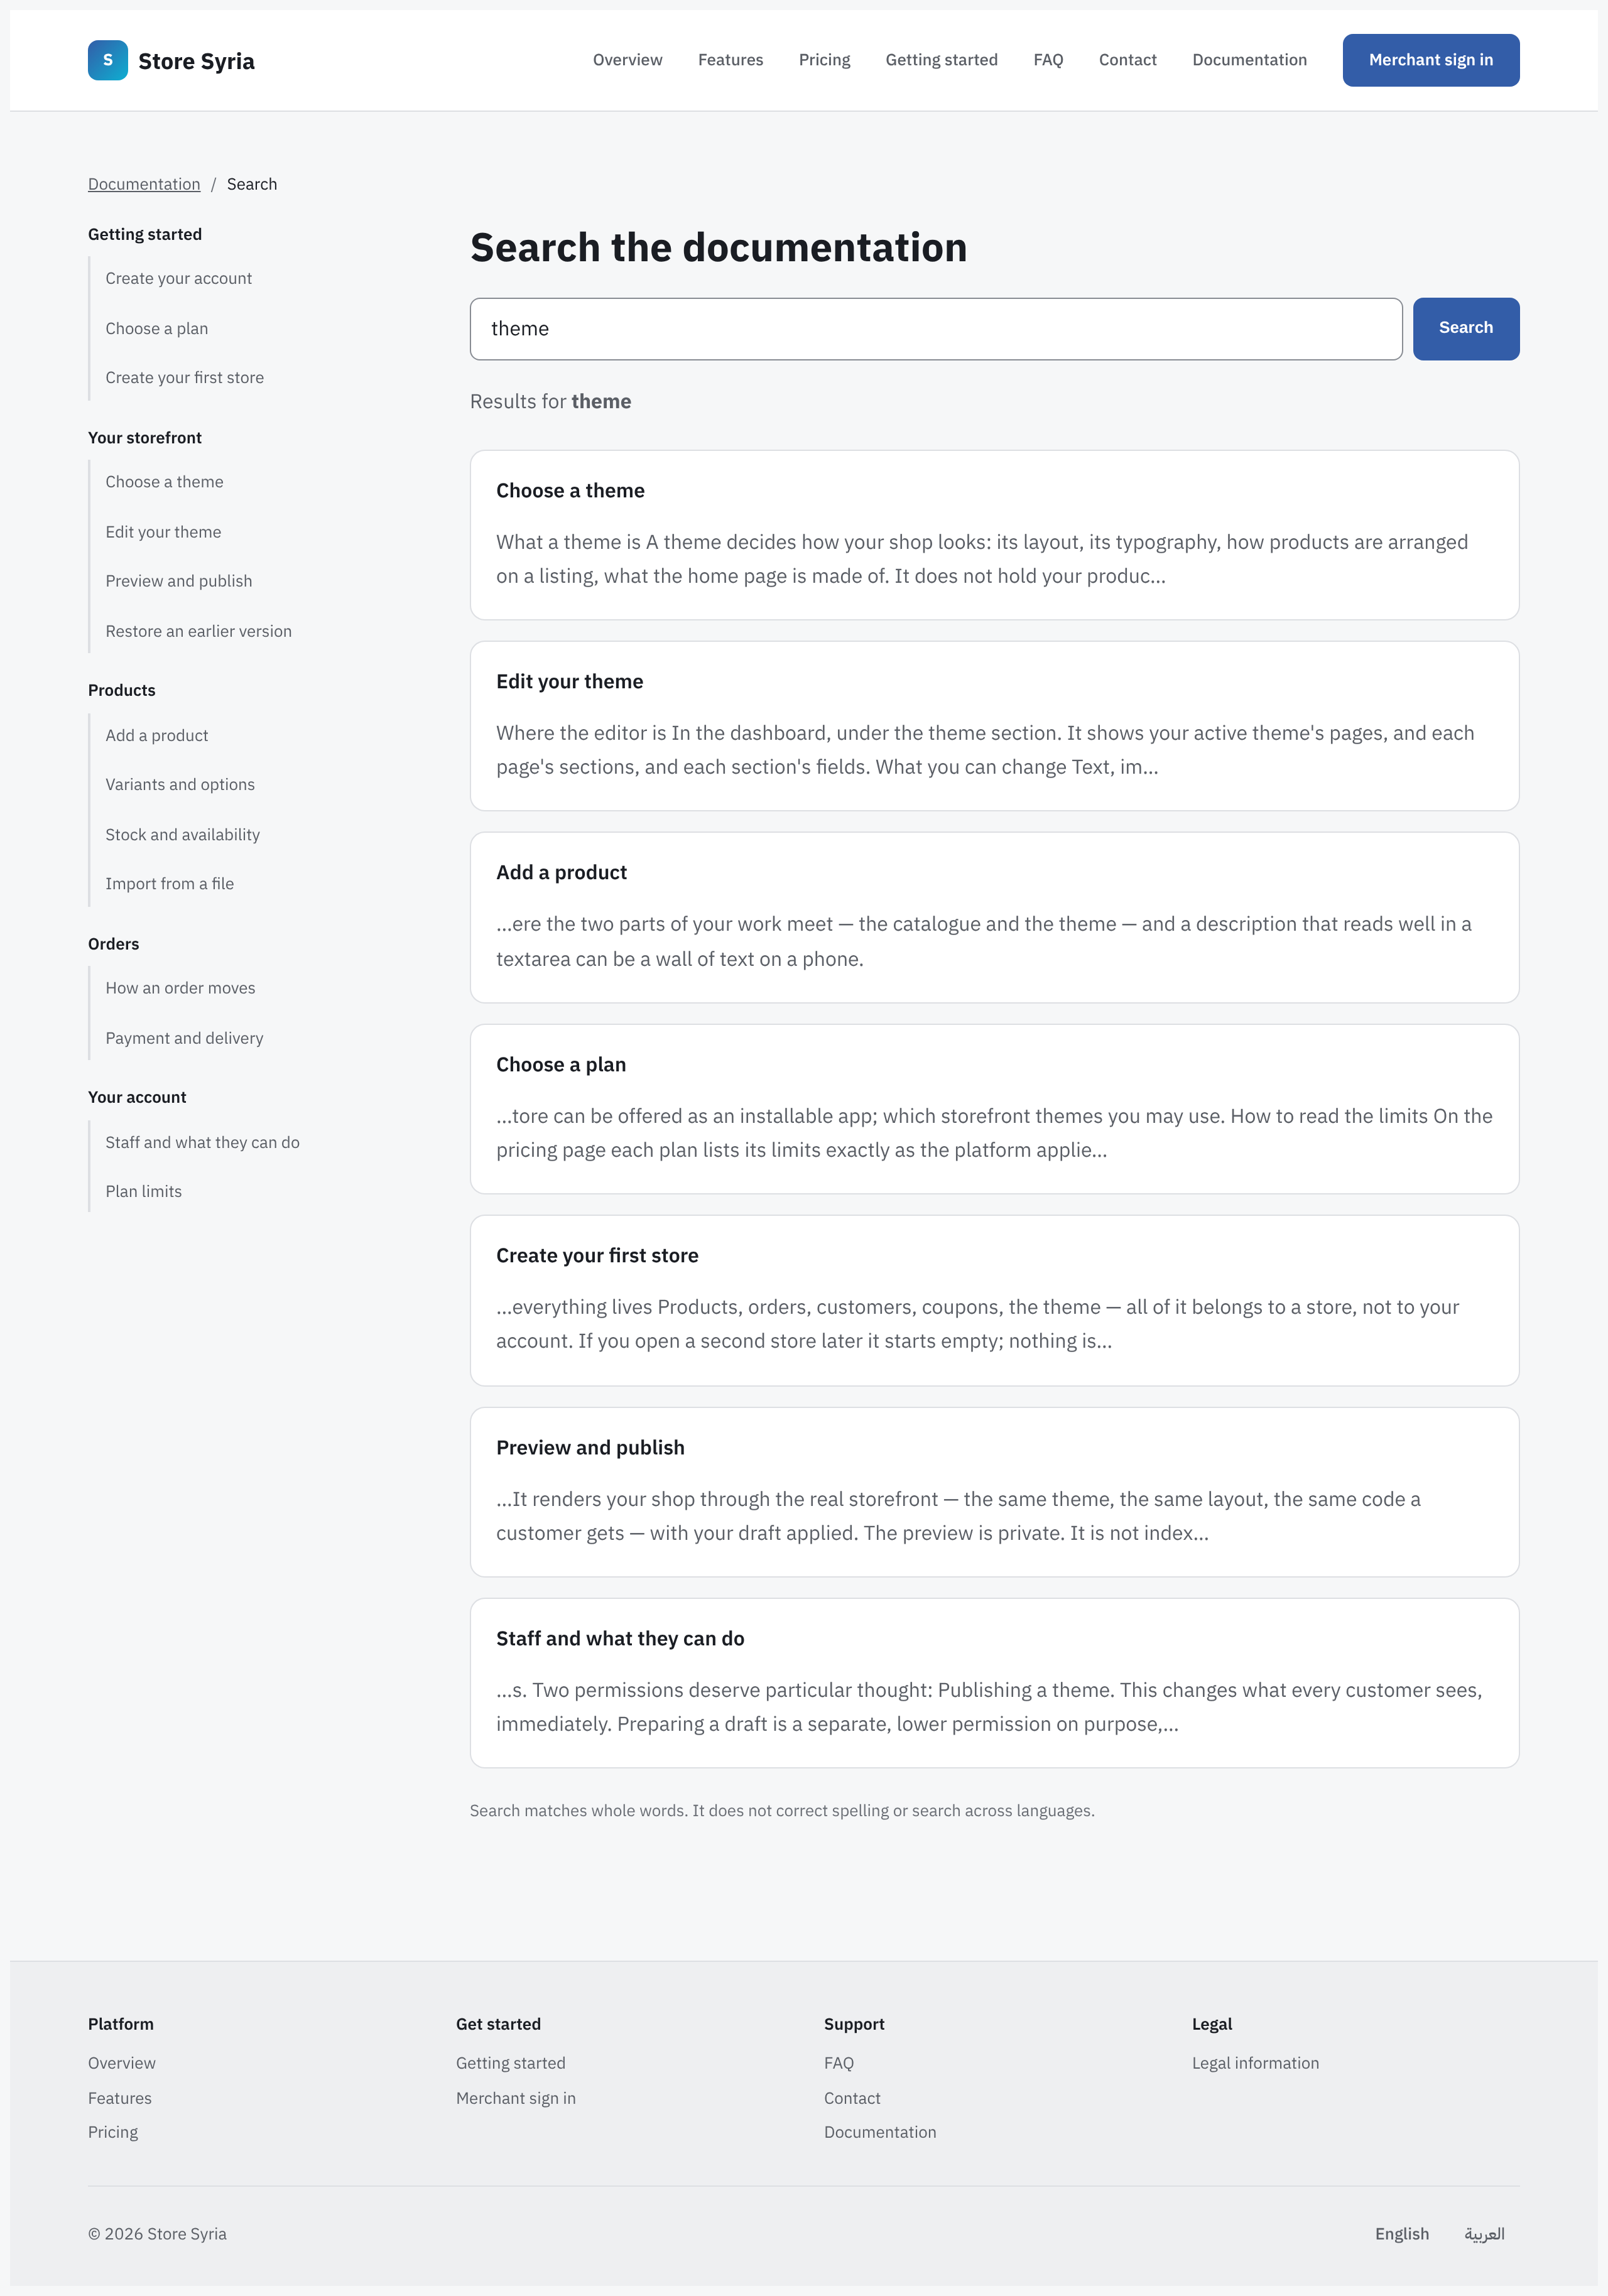 S
Store Syria
Overview
Features
Pricing
Getting started
FAQ
Contact
Documentation
Merchant sign in
Documentation / Search
Getting started
Create your account
Choose a plan
Create your first store
Your storefront
Choose a theme
Edit your theme
Preview and publish
Restore an earlier version
Products
Add a product
Variants and options
Stock and availability
Import from a file
Orders
How an order moves
Payment and delivery
Your account
Staff and what they can do
Plan limits
Search the documentation
theme
Search
Results for theme
Choose a theme
What a theme is A theme decides how your shop looks: its layout, its typography, how products are arranged
on a listing, what the home page is made of. It does not hold your produc…
Edit your theme
Where the editor is In the dashboard, under the theme section. It shows your active theme's pages, and each
page's sections, and each section's fields. What you can change Text, im…
Add a product
…ere the two parts of your work meet — the catalogue and the theme — and a description that reads well in a
textarea can be a wall of text on a phone.
Choose a plan
…tore can be offered as an installable app; which storefront themes you may use. How to read the limits On the
pricing page each plan lists its limits exactly as the platform applie…
Create your first store
…everything lives Products, orders, customers, coupons, the theme — all of it belongs to a store, not to your
account. If you open a second store later it starts empty; nothing is…
Preview and publish
…It renders your shop through the real storefront — the same theme, the same layout, the same code a
customer gets — with your draft applied. The preview is private. It is not index…
Staff and what they can do
…s. Two permissions deserve particular thought: Publishing a theme. This changes what every customer sees,
immediately. Preparing a draft is a separate, lower permission on purpose,…
Search matches whole words. It does not correct spelling or search across languages.
Platform
Overview
Features
Pricing
Get started
Getting started
Merchant sign in
Support
FAQ
Contact
Documentation
Legal
Legal information
© 2026 Store Syria
English
العربية